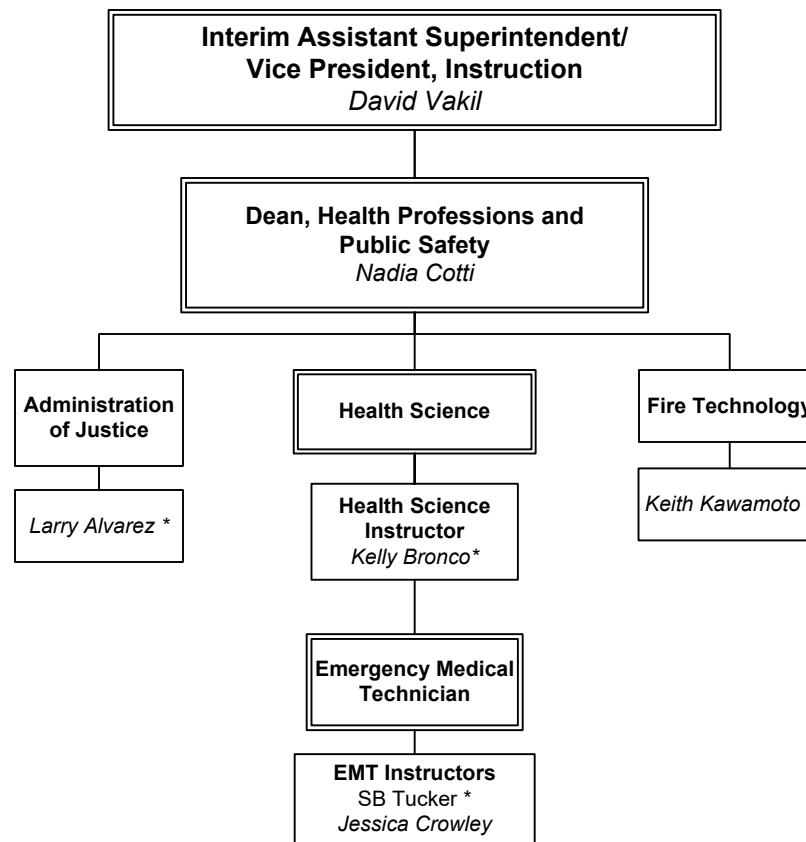 Interim Assistant Superintendent/
Vice President, Instruction
David Vakil
Dean, Health Professions and
Public Safety
Nadia Cotti
Administration
of Justice
Larry Alvarez *
Health Science
Health Science
Instructor
Kelly Bronco*
Emergency Medical
Technician
EMT Instructors
SB Tucker *
Jessica Crowley
Fire Technology
Keith Kawamoto